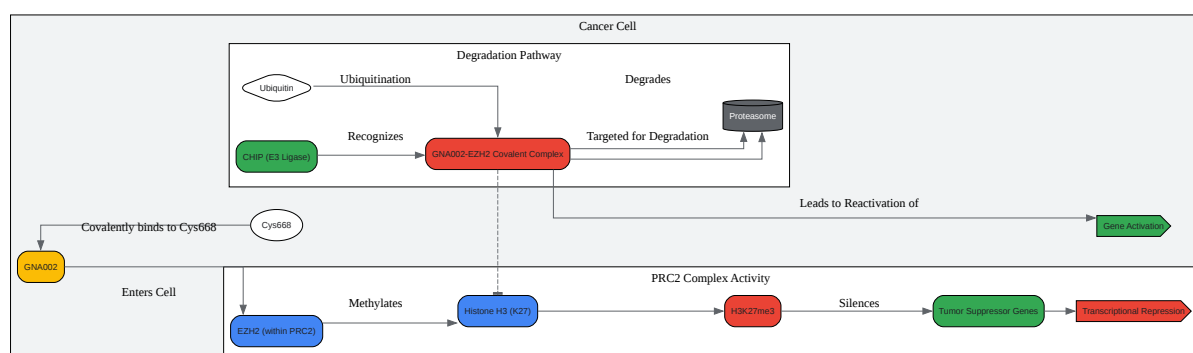 Cancer Cell
Degradation Pathway
Ubiquitin
Ubiquitination
Degrades
Proteasome
CHIP (E3 Ligase)
Recognizes
GNA002-EZH2 Covalent Complex
Targeted for Degradation
Leads to Reactivation of
Gene Activation
Covalently binds to Cys668
Cys668
GNA002
Enters Cell
PRC2 Complex Activity
EZH2 (within PRC2)
Methylates
Histone H3 (K27)
H3K27me3
Silences
Tumor Suppressor Genes
Transcriptional Repression